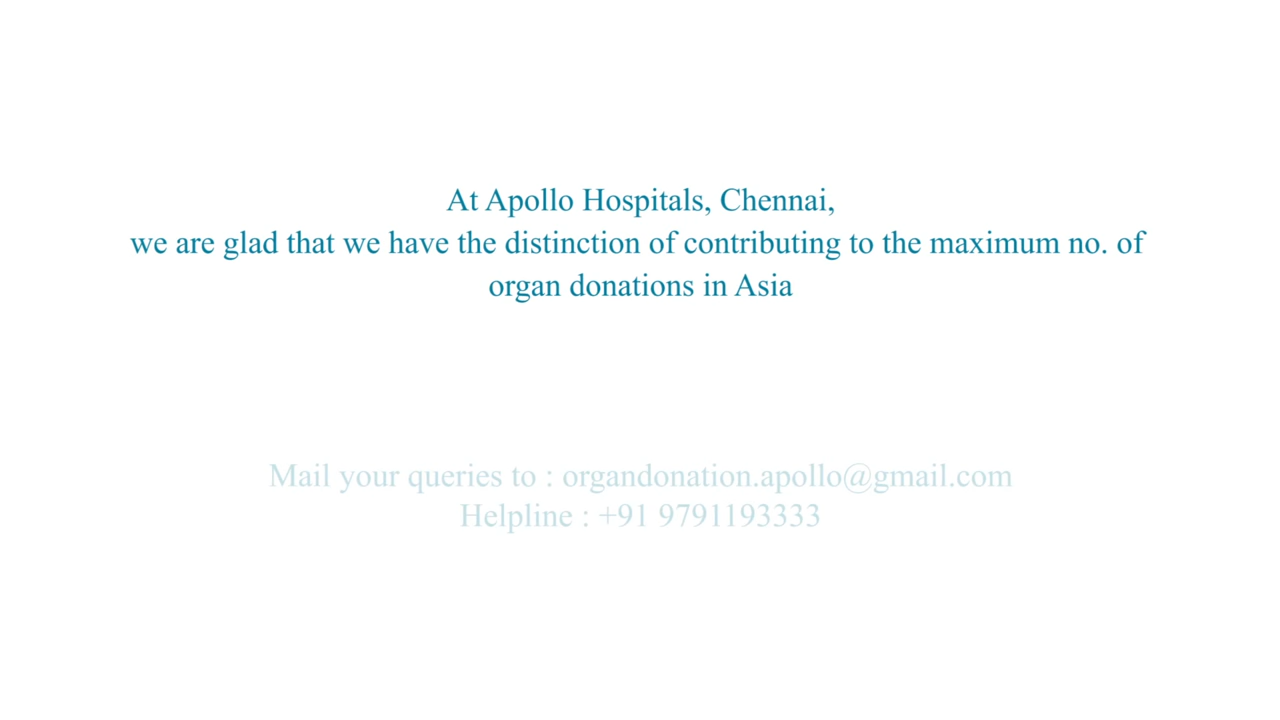 At Apollo Hospitals, Chennai,
we are glad that we have the distinction of contributing to the maximum no. of
organ donations in Asia
Mail your queries to : organdonation.apollo@gmail.com
Helpline : +91 9791193333